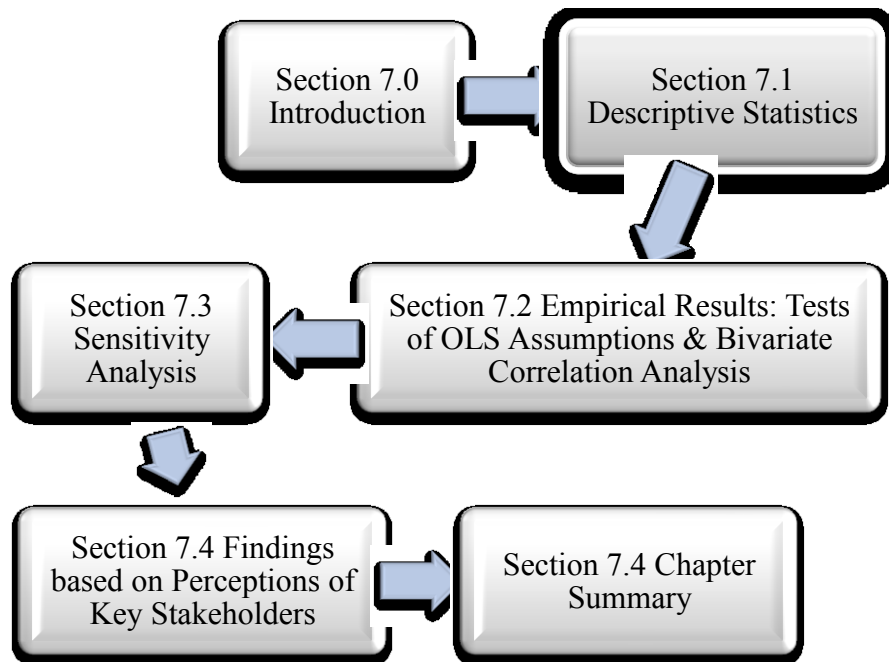 Section 7.0
Introduction
Section 7.1
Descriptive Statistics
Section 7.2 Empirical Results: Tests
of OLS Assumptions & Bivariate
Correlation Analysis
Section 7.3
Sensitivity
Analysis
Section 7.4 Findings
based on Perceptions of
Key Stakeholders
Section 7.4 Chapter
Summary